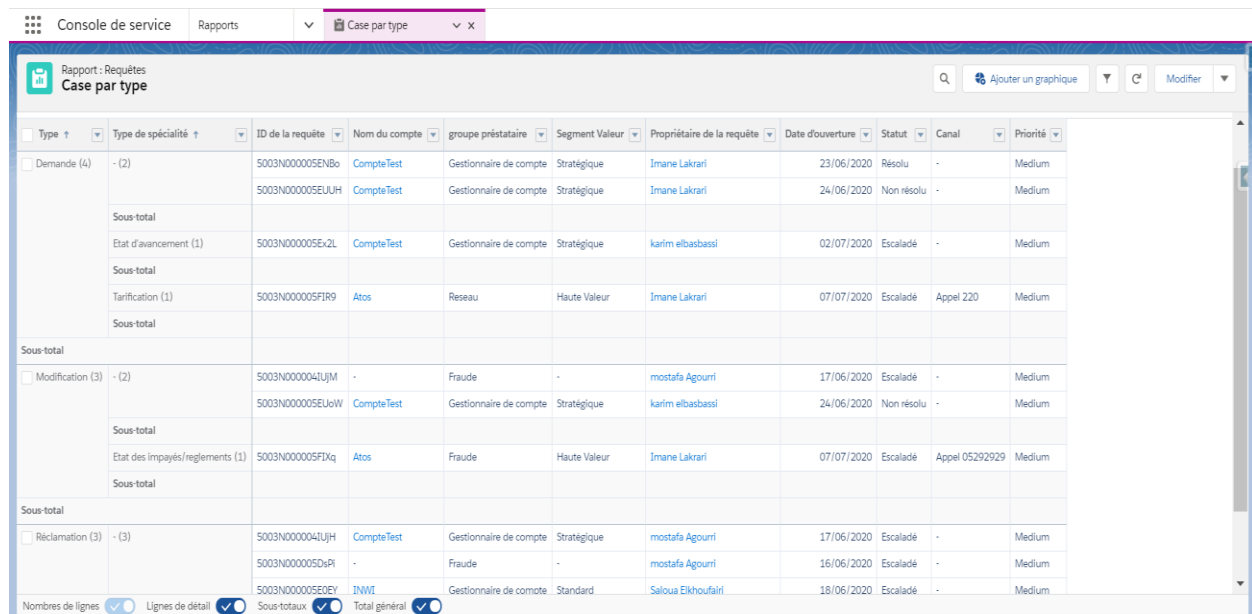 Console de service Rapports Case par type
Rapport : Requêtes
Case par type
Ajouter un graphique Modifier
Type Type de spécialité ID de la requête Nom du compte groupe préstataire Segment Valeur Propriétaire de la requête Date d'ouverture Statut Canal Priorité
Demande (4) - (2) 5003N000005ENBo CompteTest Gestionnaire de compte Stratégique Imane Lakrari 23/06/2020 Résolu - Medium
5003N000005EUUH CompteTest Gestionnaire de compte Stratégique Imane Lakrari 24/06/2020 Non résolu - Medium
Sous-total
Etat d'avancement (1) 5003N000005Ex2L CompteTest Gestionnaire de compte Stratégique karim elbasbassi 02/07/2020 Escaladé - Medium
Sous-total
Tarification (1) 5003N000005FIR9 Atos Reseau Haute Valeur Imane Lakrari 07/07/2020 Escaladé Appel 220 Medium
Sous-total
Sous-total
Modification (3) - (2) 5003N000004IUJM - Fraude - mostafa Agourri 17/06/2020 Escaladé - Medium
5003N000005EUoW CompteTest Gestionnaire de compte Stratégique karim elbasbassi 24/06/2020 Non résolu - Medium
Sous-total
Etat des impayés/reglements (1) 5003N000005FIXq Atos Fraude Haute Valeur Imane Lakrari 07/07/2020 Escaladé Appel 05292929 Medium
Sous-total
Sous-total
Réclamation (3) - (3) 5003N000004IUJH CompteTest Gestionnaire de compte Stratégique mostafa Agourri 17/06/2020 Escaladé - Medium
5003N000005DsPi - Fraude - mostafa Agourri 16/06/2020 Escaladé - Medium
5003N000005E0EY INWI Gestionnaire de compte Standard Saloua Elkhoufairi 18/06/2020 Escaladé - Medium
Nombres de lignes Lignes de détail Sous-totaux Total général